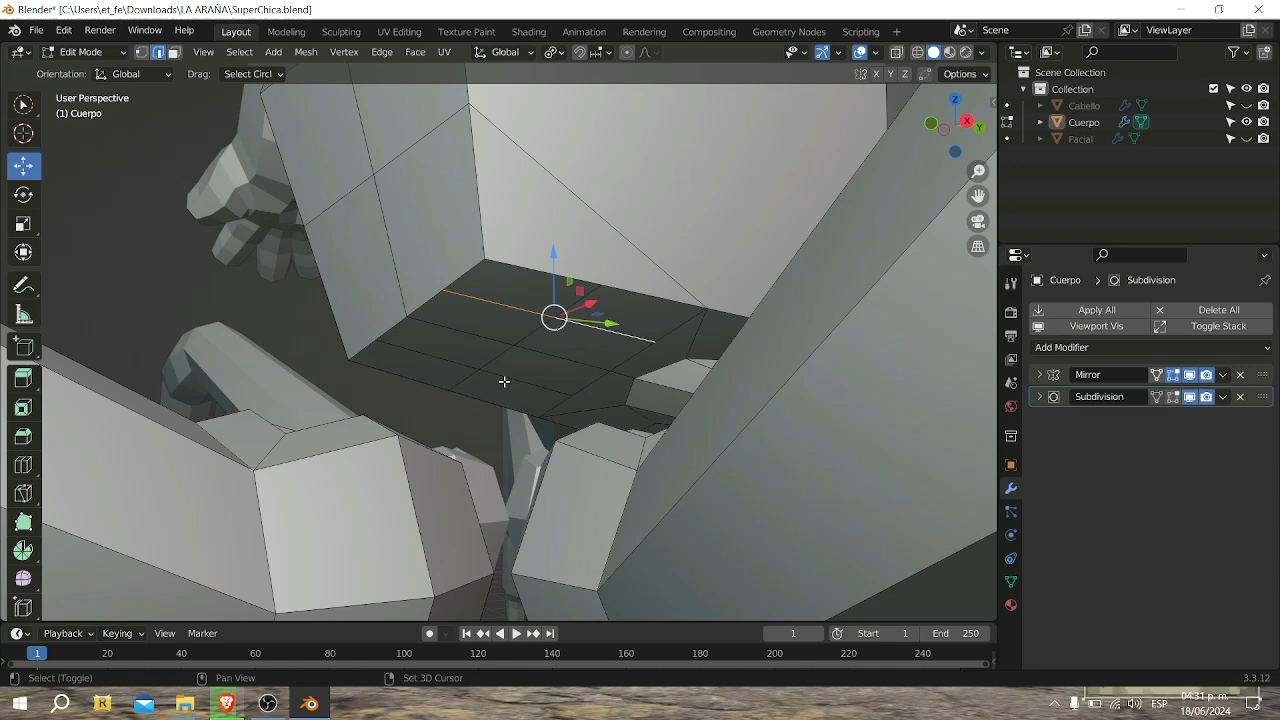 Blender* [C:\Users\et_fe\Downloads\LA ARAÑA\SuperChica.blend]
File Edit Render Window Help Layout Modeling Sculpting UV Editing Texture Paint Shading Animation Rendering Compositing Geometry Nodes Scripting + Scene ViewLayer
Edit Mode View Select Add Mesh Vertex Edge Face UV Global
Orientation: Global Drag: Select Circl X Y Z Options
User Perspective
(1) Cuerpo
Z
X
Y
Scene Collection
Collection
Cabello
Cuerpo
Facial
Cuerpo > Subdivision
Apply All Delete All
Viewport Vis Toggle Stack
Add Modifier
Mirror
Subdivision
Playback Keying View Marker 1 Start 1 End 250
1 20 40 60 80 100 120 140 160 180 200 220 240
Select (Toggle) Pan View Set 3D Cursor 3.3.12
ESP
04:31 p. m.
18/06/2024